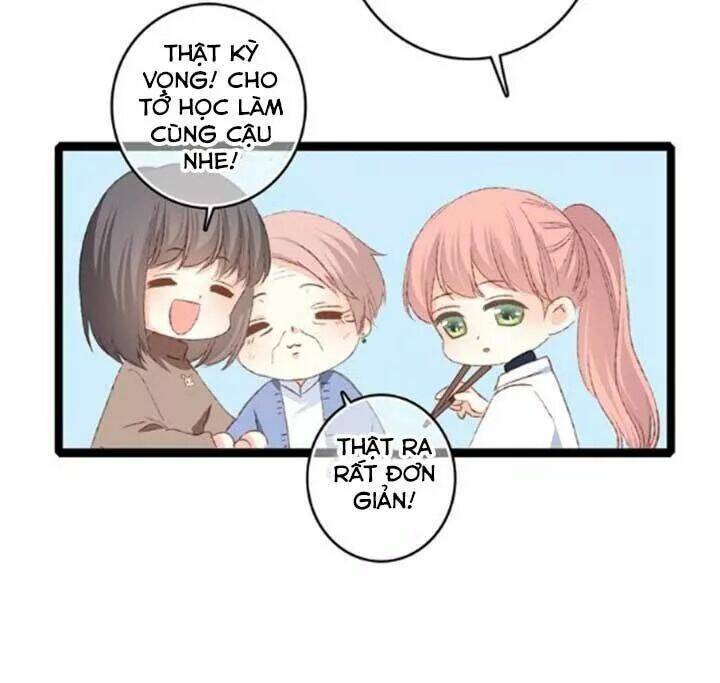 THẬT KỲ
VỌNG! CHO
TỚ HỌC LÀM
CÙNG CẬU
NHE!
THẬT RA
RẤT ĐƠN
GIẢN!